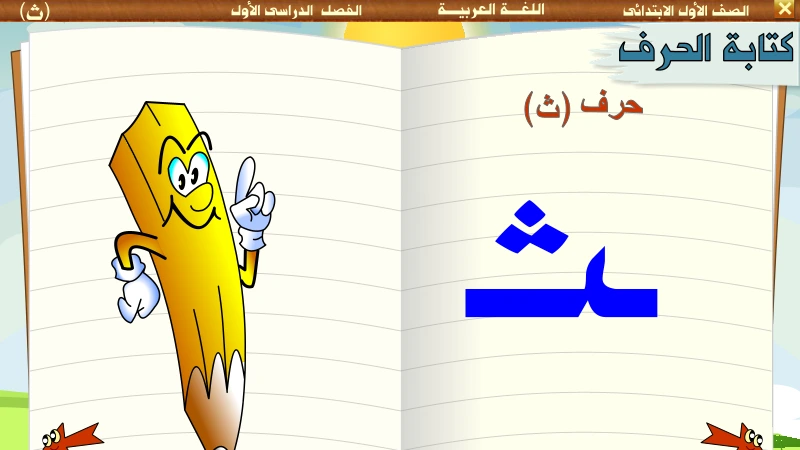 الصف الأول الابتدائى اللغة العربية الفصل الدراسى الأول (ث)
كتابة الحرف
حرف (ث)
ـثـ